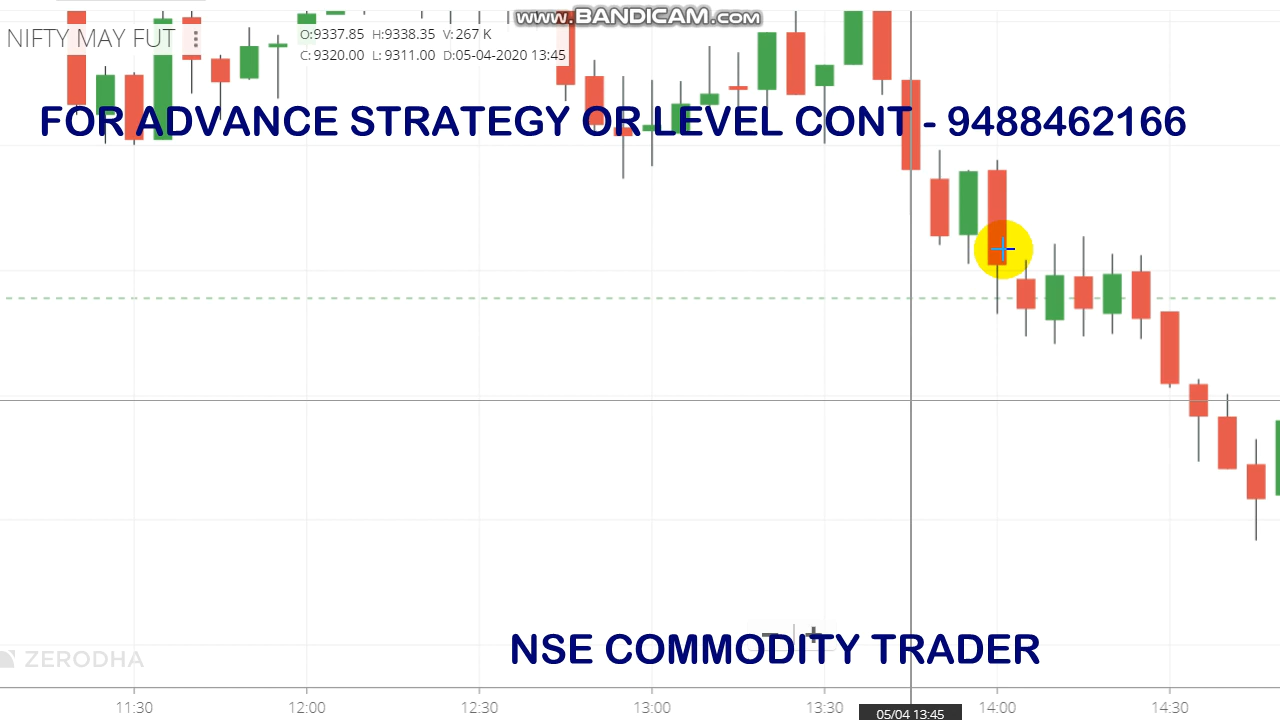 www.BANDICAM.com
NIFTY MAY FUT
O:9337.85 H:9338.35 V:267 K
C:9320.00 L:9311.00 D:05-04-2020 13:45
FOR ADVANCE STRATEGY OR LEVEL CONT - 9488462166
NSE COMMODITY TRADER
ZERODHA
11:30 12:00 12:30 13:00 13:30 05/04 13:45 14:00 14:30